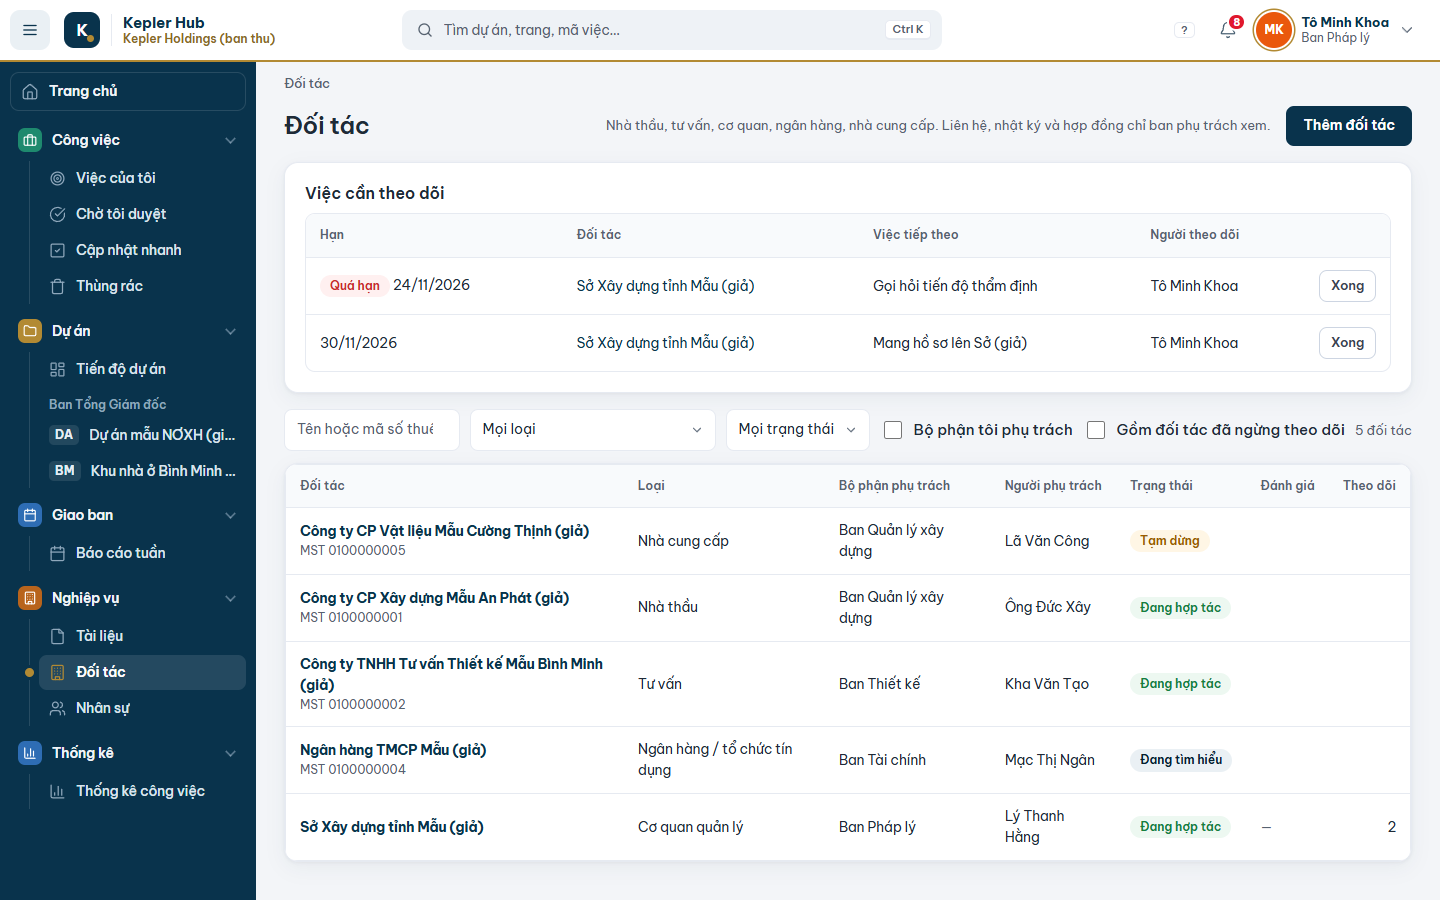 K
Kepler Hub
Kepler Holdings (ban thu)
Tìm dự án, trang, mã việc…
Ctrl K
?
8
MK
Tô Minh Khoa
Ban Pháp lý
Trang chủ
Công việc
Việc của tôi
Chờ tôi duyệt
Cập nhật nhanh
Thùng rác
Dự án
Tiến độ dự án
Ban Tổng Giám đốc
DA Dự án mẫu NƠXH (gi...
BM Khu nhà ở Bình Minh ...
Giao ban
Báo cáo tuần
Nghiệp vụ
Tài liệu
Đối tác
Nhân sự
Thống kê
Thống kê công việc
Đối tác
Đối tác
Nhà thầu, tư vấn, cơ quan, ngân hàng, nhà cung cấp. Liên hệ, nhật ký và hợp đồng chỉ ban phụ trách xem.
Thêm đối tác
Việc cần theo dõi
Hạn Đối tác Việc tiếp theo Người theo dõi
Quá hạn 24/11/2026 Sở Xây dựng tỉnh Mẫu (giả) Gọi hỏi tiến độ thẩm định Tô Minh Khoa Xong
30/11/2026 Sở Xây dựng tỉnh Mẫu (giả) Mang hồ sơ lên Sở (giả) Tô Minh Khoa Xong
Tên hoặc mã số thuế Mọi loại Mọi trạng thái Bộ phận tôi phụ trách Gồm đối tác đã ngừng theo dõi 5 đối tác
Đối tác Loại Bộ phận phụ trách Người phụ trách Trạng thái Đánh giá Theo dõi
Công ty CP Vật liệu Mẫu Cường Thịnh (giả)
MST 0100000005
Nhà cung cấp
Ban Quản lý xây
dựng
Lã Văn Công
Tạm dừng
Công ty CP Xây dựng Mẫu An Phát (giả)
MST 0100000001
Nhà thầu
Ban Quản lý xây
dựng
Ông Đức Xây
Đang hợp tác
Công ty TNHH Tư vấn Thiết kế Mẫu Bình Minh
(giả)
MST 0100000002
Tư vấn
Ban Thiết kế
Kha Văn Tạo
Đang hợp tác
Ngân hàng TMCP Mẫu (giả)
MST 0100000004
Ngân hàng / tổ chức tín
dụng
Ban Tài chính
Mạc Thị Ngân
Đang tìm hiểu
Sở Xây dựng tỉnh Mẫu (giả)
Cơ quan quản lý
Ban Pháp lý
Lý Thanh
Hằng
Đang hợp tác
—
2